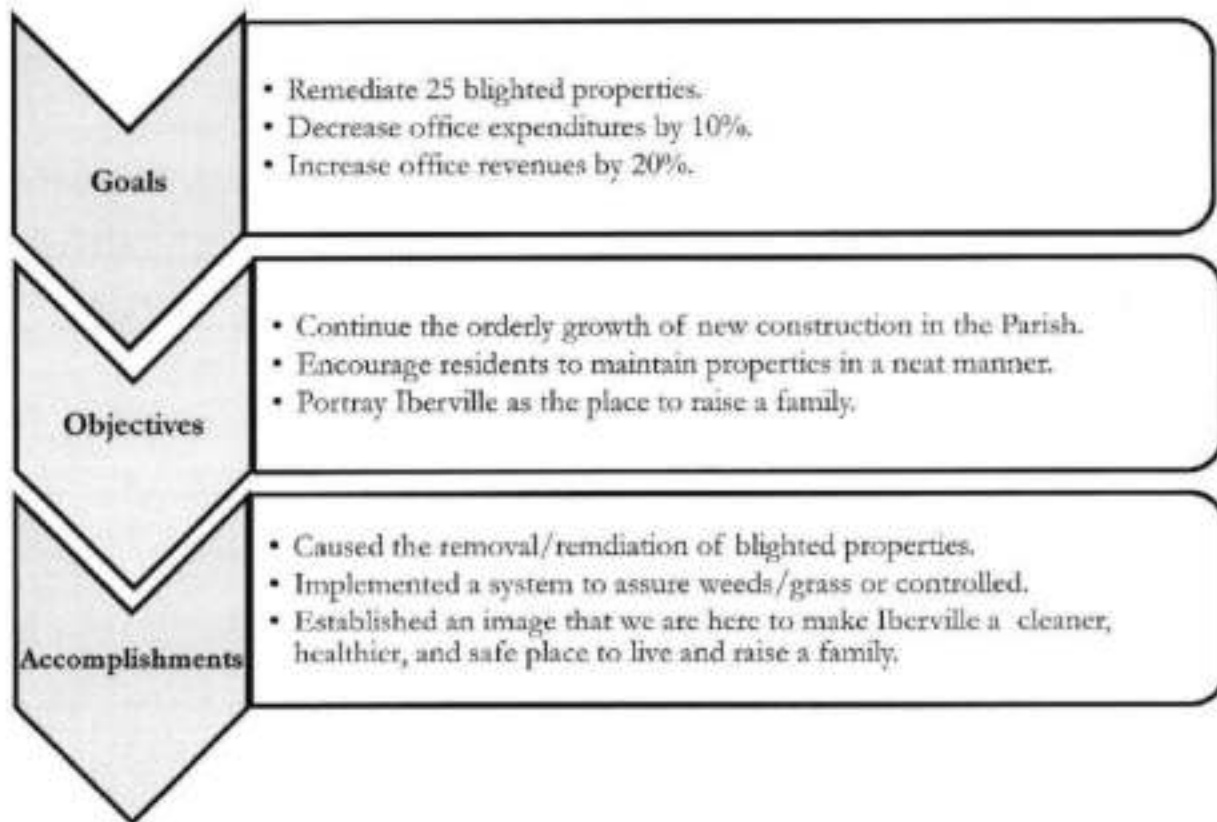 Goals
• Remediate 25 blighted properties.
• Decrease office expenditures by 10%.
• Increase office revenues by 20%.
Objectives
• Continue the orderly growth of new construction in the Parish.
• Encourage residents to maintain properties in a neat manner.
• Portray Iberville as the place to raise a family.
Accomplishments
• Caused the removal/remdiation of blighted properties.
• Implemented a system to assure weeds/grass or controlled.
• Established an image that we are here to make Iberville a cleaner,
healthier, and safe place to live and raise a family.